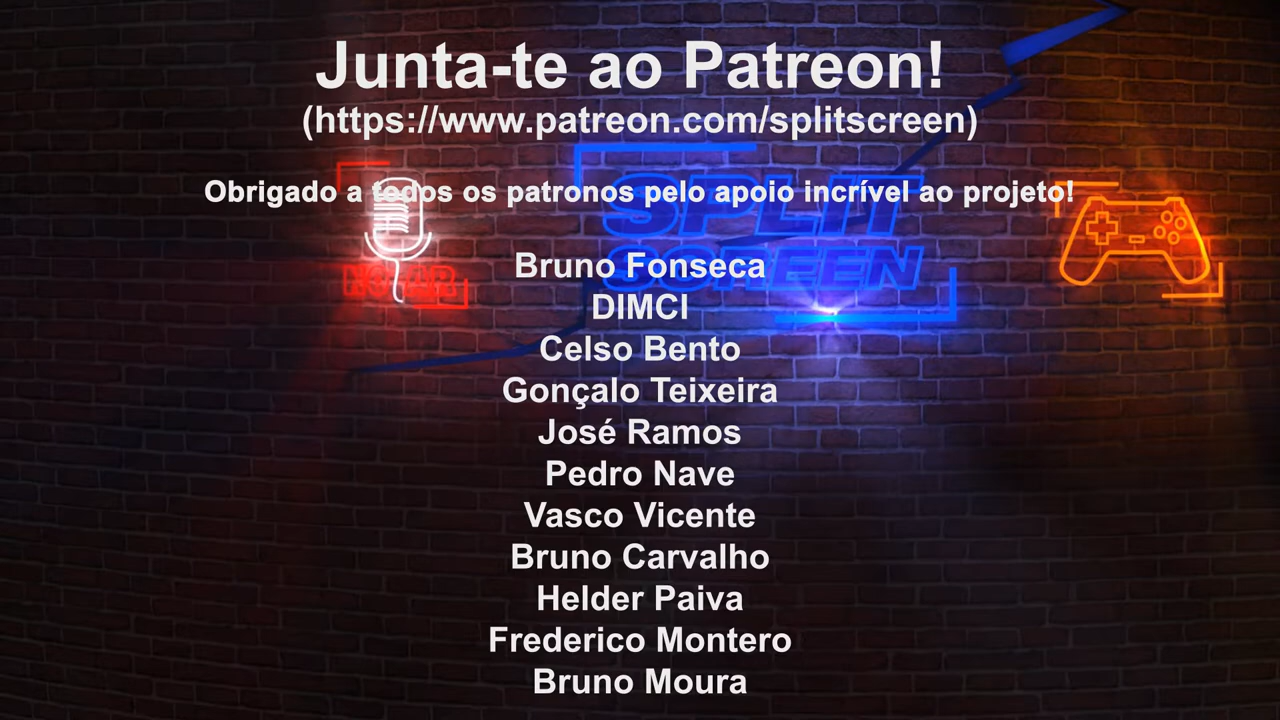 Junta-te ao Patreon!
(https://www.patreon.com/splitscreen)
Obrigado a todos os patronos pelo apoio incrível ao projeto!
SPLIT
SCREEN
Bruno Fonseca
DIMCI
Celso Bento
Gonçalo Teixeira
José Ramos
Pedro Nave
Vasco Vicente
Bruno Carvalho
Helder Paiva
Frederico Montero
Bruno Moura